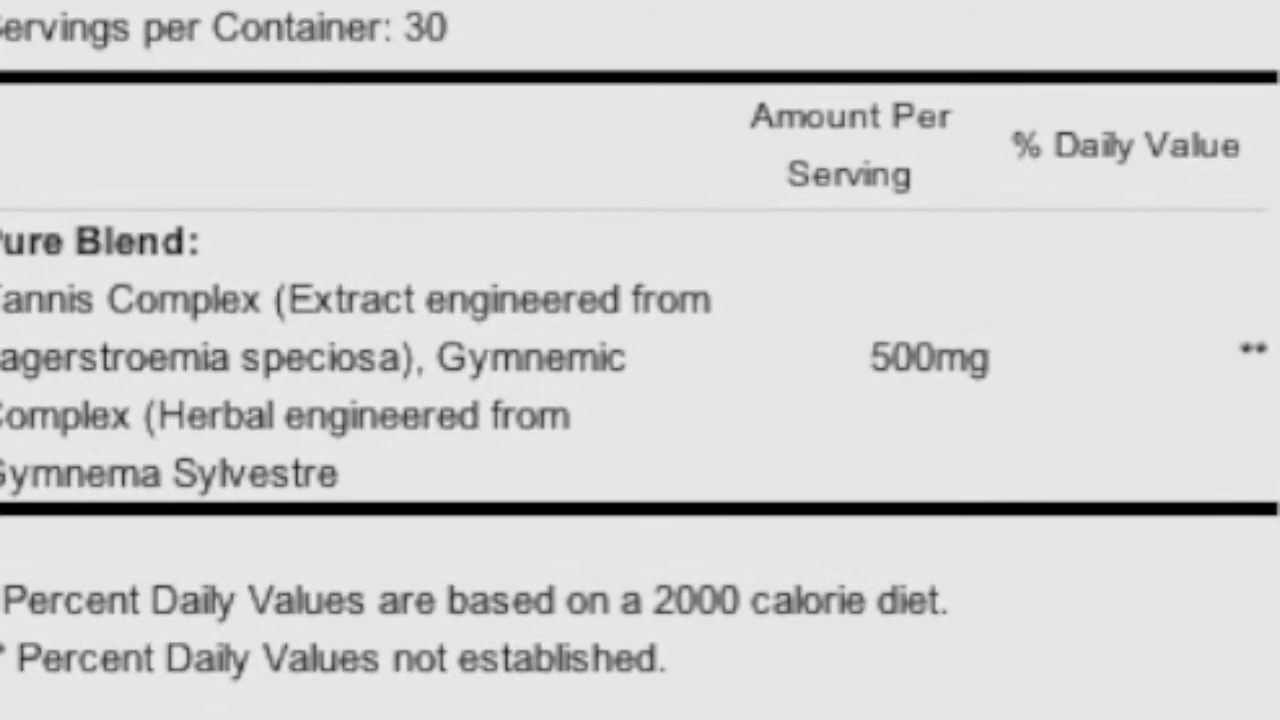 ervings per Container: 30
Amount Per
Serving
% Daily Value
ure Blend:
annis Complex (Extract engineered from
agerstroemia speciosa), Gymnemic
500mg
**
omplex (Herbal engineered from
Gymnema Sylvestre
Percent Daily Values are based on a 2000 calorie diet.
* Percent Daily Values not established.